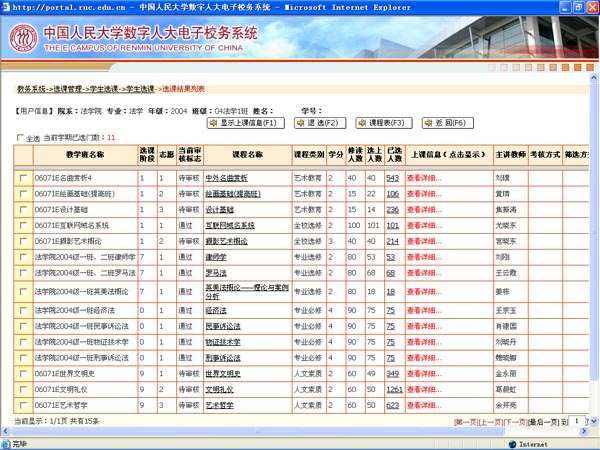 http://portal.ruc.edu.cn - 中国人民大学数字人大电子校务系统 - Microsoft Internet Explorer
中国人民大学数字人大电子校务系统
THE E CAMPUS OF RENMIN UNIVERSITY OF CHINA
教务系统->选课管理->学生选课->学生选课->选课结果列表
【用户信息】院系：法学院 专业：法学 年级：2004 班级：04法学1班 姓名： 学号：
显示上课信息(F1) 退 选(F2) 课程表(F3) 返 回(F6)
全选 当前学期已选门数：11
教学班名称 选课阶段 志愿 当前审核标志 课程名称 课程类别 学分 修读人数 选上人数 已选人数 上课信息（点击显示） 主讲教师 考核方式 筛选方
06071E名曲赏析4 1 1 待审核 中外名曲赏析 艺术教育 2 40 40 543 查看详细... 刘璞
06071E绘画基础(提高班) 1 2 待审核 绘画基础(提高班) 艺术教育 2 15 22 106 查看详细... 黄瑸
06071E设计基础 1 3 待审核 设计基础 艺术教育 2 15 14 236 查看详细... 焦振涛
06071E互联网域名系统 1 1 通过 互联网域名系统 全校选修 2 100 101 101 查看详细... 尤晓东
06071E摄影艺术概论 1 2 待审核 摄影艺术概论 全校选修 3 40 40 214 查看详细... 宫晓东
法学院2004级一班、二班律师学 7 1 通过 律师学 专业选修 2 80 53 53 查看详细... 刘刚
法学院2004级一班、二班罗马法 7 1 通过 罗马法 专业选修 2 80 68 68 查看详细... 王云霞
法学院2004级一班英美法概论 7 1 通过 英美法概论——理论与案例分析 专业选修 2 80 18 18 查看详细... 姜栋
法学院2004级一班经济法 0 1 通过 经济法 专业必修 4 90 75 75 查看详细... 王宗玉
法学院2004级一班民事诉讼法 0 1 通过 民事诉讼法 专业必修 4 90 75 75 查看详细... 肖建国
法学院2004级一班物证技术学 0 1 通过 物证技术学 专业必修 4 90 75 75 查看详细... 刘晓丹
法学院2004级一班刑事诉讼法 0 1 通过 刑事诉讼法 专业必修 4 90 75 75 查看详细... 魏晓娜
06071E世界文明史 9 1 待审核 世界文明史 人文素质 2 60 49 349 查看详细... 金永丽
06071E文明礼仪 9 2 待审核 文明礼仪 人文素质 2 60 50 1261 查看详细... 葛晨虹
06071E艺术哲学 9 3 待审核 艺术哲学 人文素质 2 60 50 623 查看详细... 余开亮
当前显示：1/1页 共有15条 [第一页][上一页][下一页][最后一页] 到 1 页
完毕 Internet